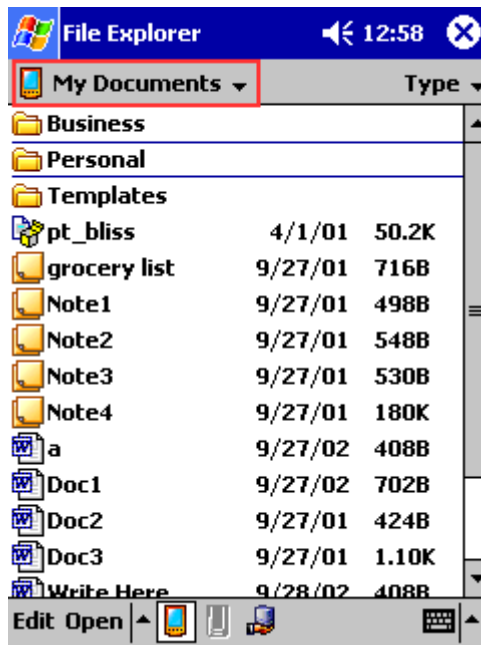 File Explorer 12:58
My Documents Type
Business
Personal
Templates
pt_bliss 4/1/01 50.2K
grocery list 9/27/01 716B
Note1 9/27/01 498B
Note2 9/27/01 548B
Note3 9/27/01 530B
Note4 9/27/01 180K
a 9/27/02 408B
Doc1 9/27/02 702B
Doc2 9/27/01 424B
Doc3 9/27/01 1.10K
Write Here 9/28/02 408B
Edit Open